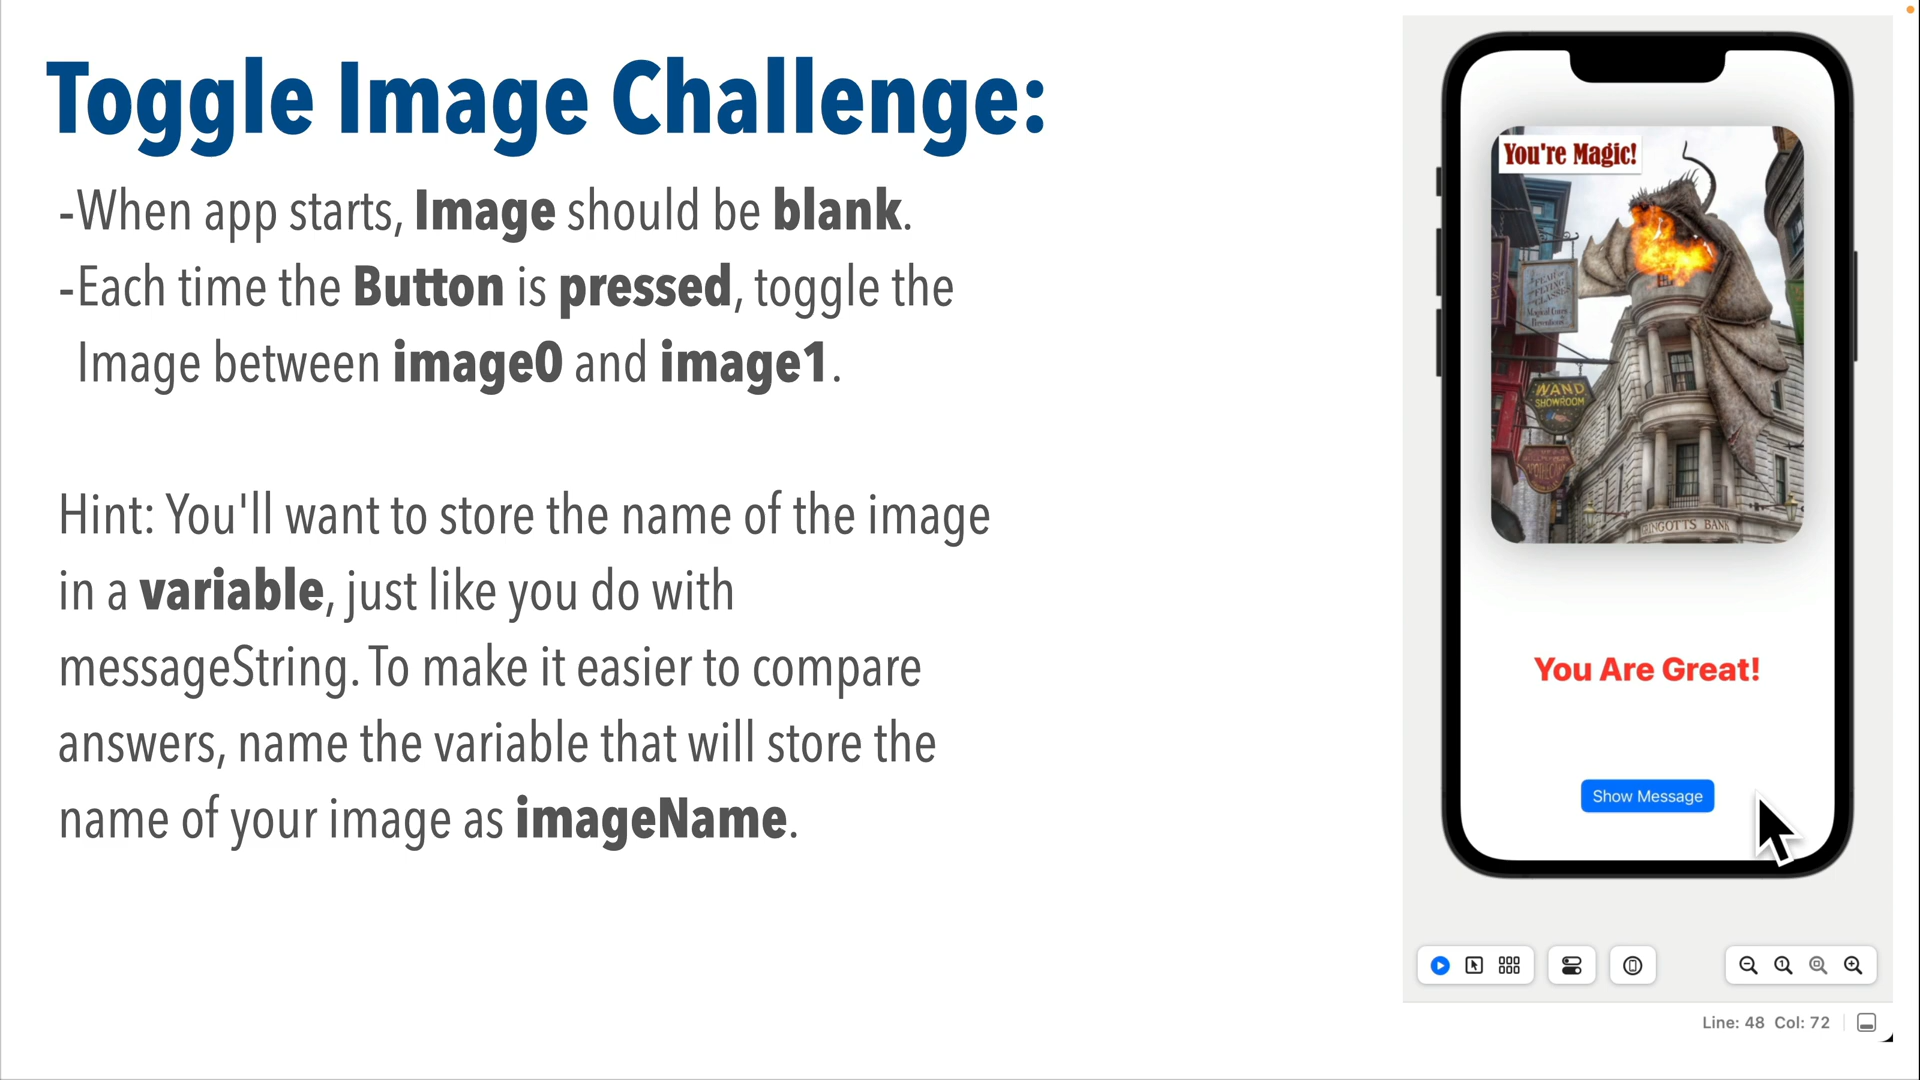 Toggle Image Challenge:
-When app starts, Image should be blank.
-Each time the Button is pressed, toggle the
Image between image0 and image1.
Hint: You'll want to store the name of the image
in a variable, just like you do with
messageString. To make it easier to compare
answers, name the variable that will store the
name of your image as imageName.
You're Magic!
WAND
SHOWROOM
GRINGOTTS BANK
You Are Great!
Show Message
Line: 48 Col: 72